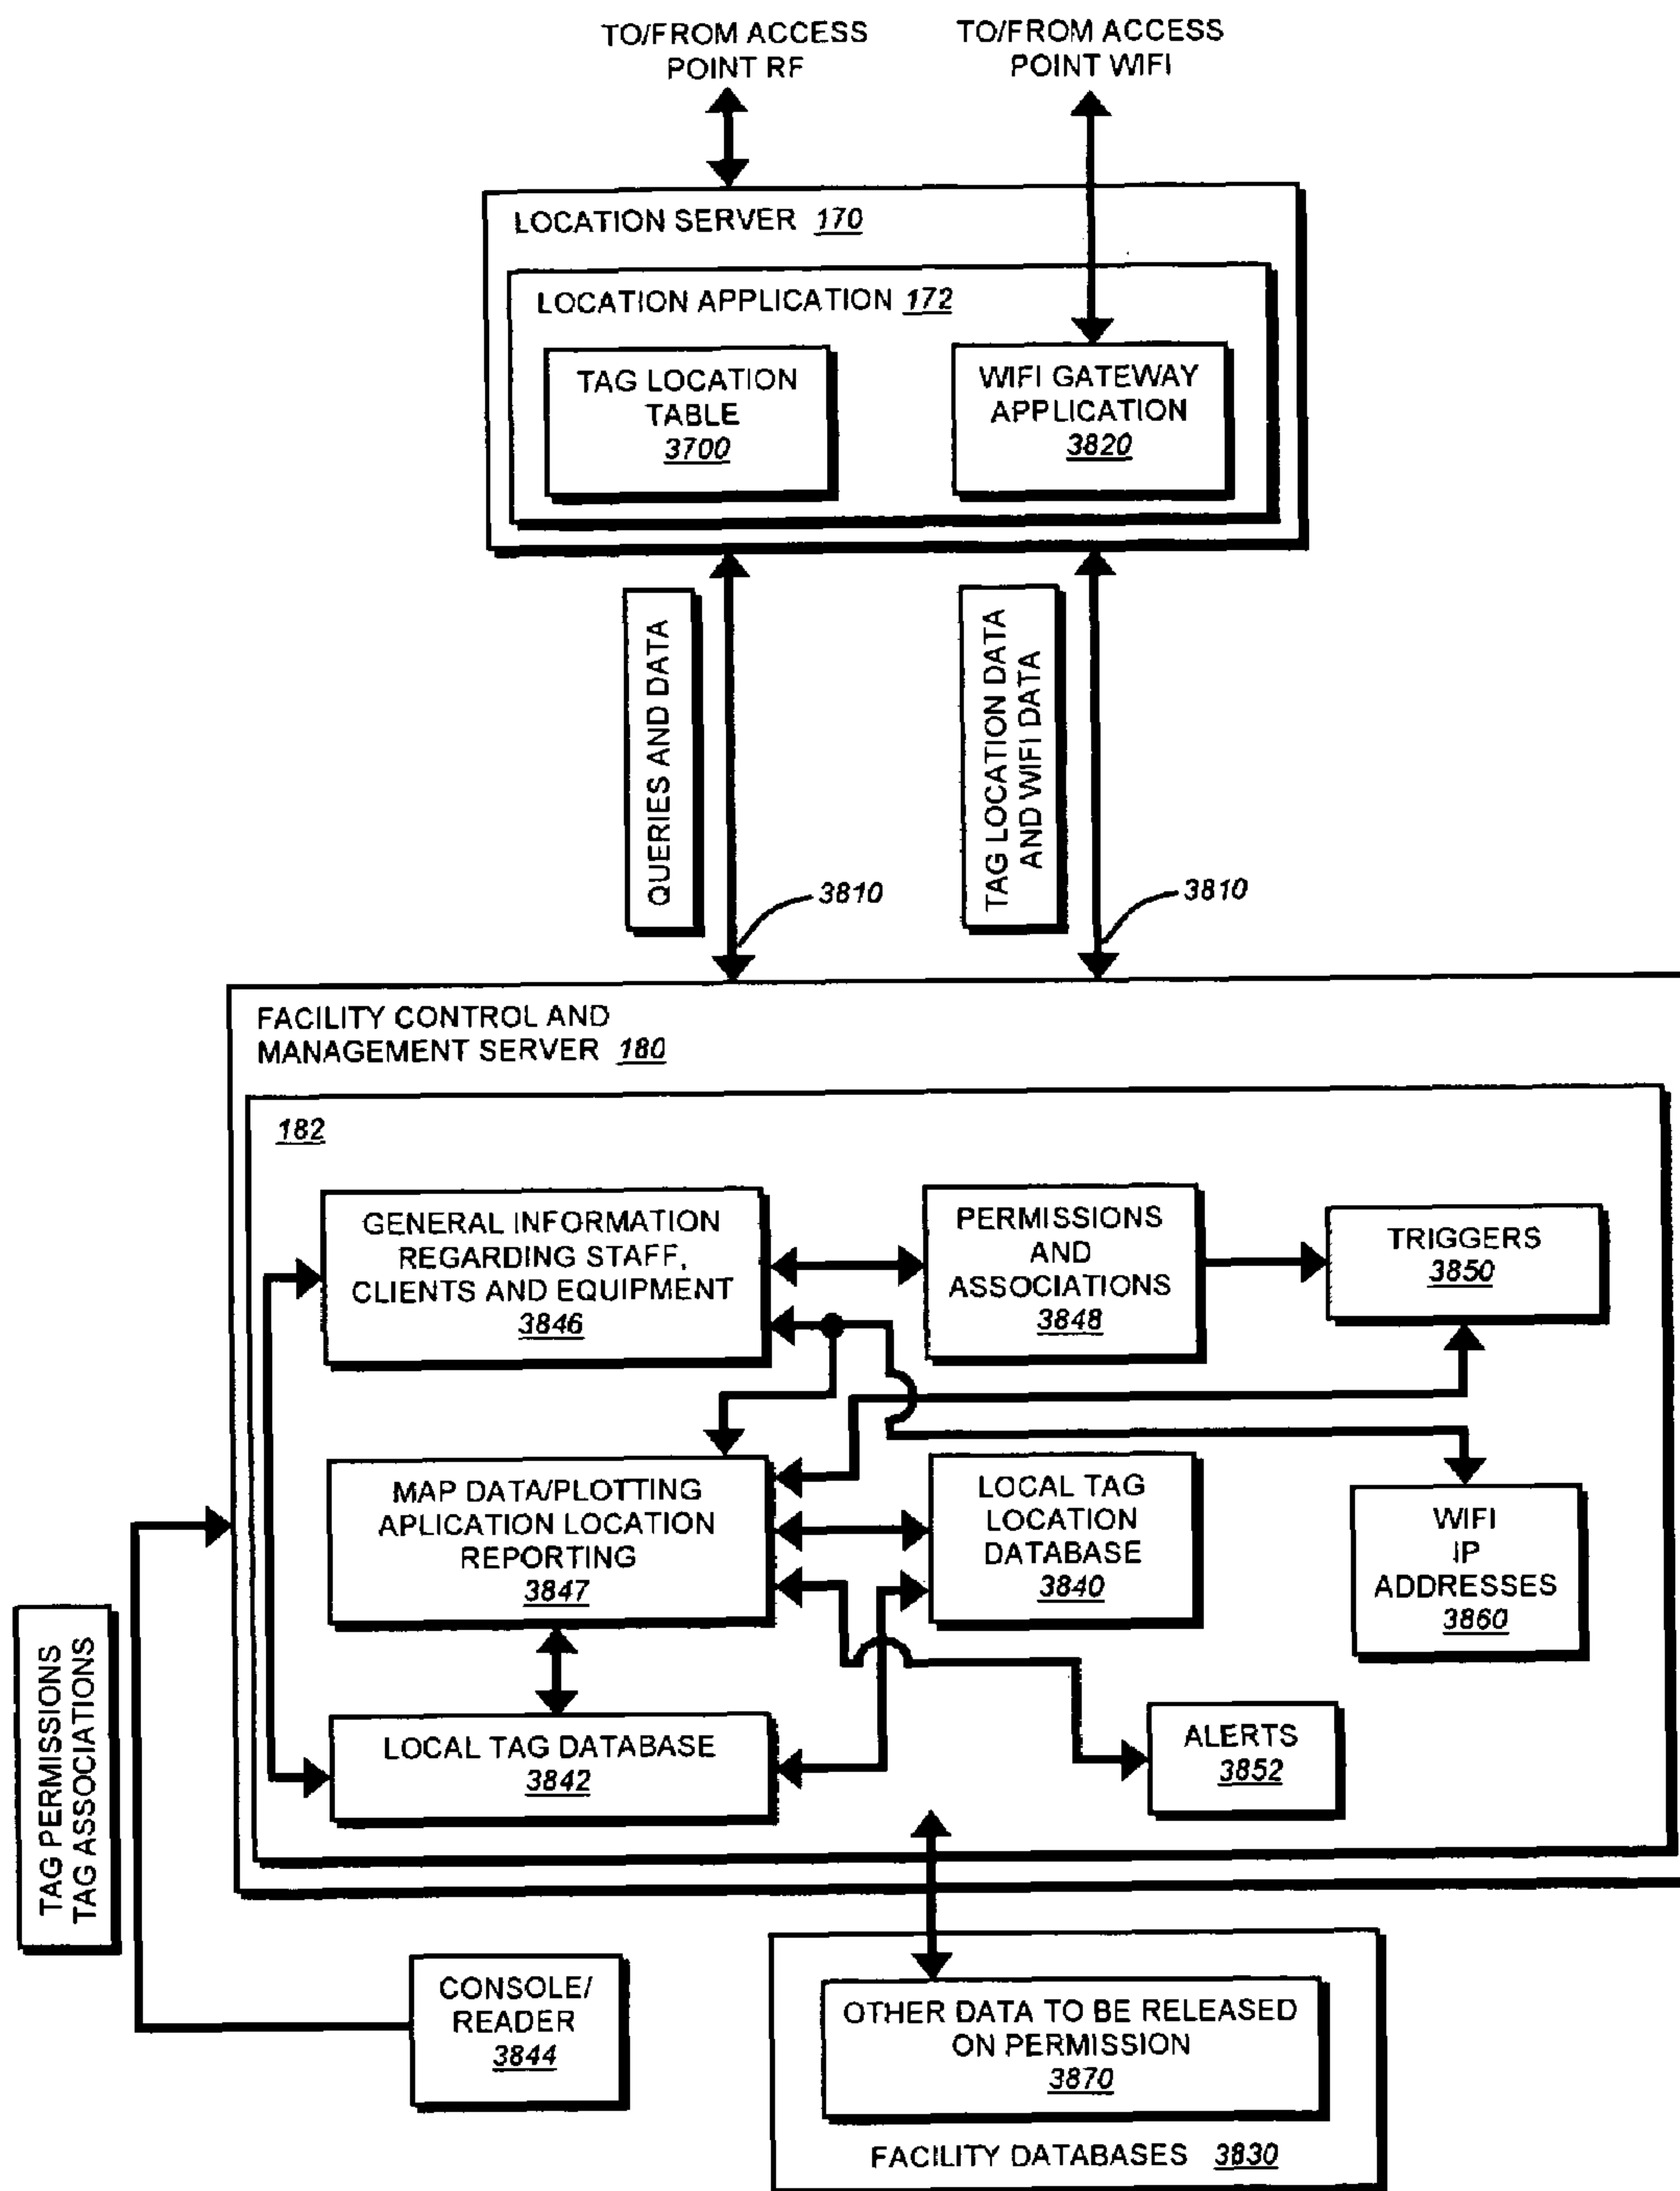 TO/FROM ACCESS
POINT RF
TO/FROM ACCESS
POINT WIFI
LOCATION SERVER 170
LOCATION APPLICATION 172
TAG LOCATION
TABLE
3700
WIFI GATEWAY
APPLICATION
3820
QUERIES AND DATA
TAG LOCATION DATA
AND WIFI DATA
3810
3810
FACILITY CONTROL AND
MANAGEMENT SERVER 180
182
GENERAL INFORMATION
REGARDING STAFF,
CLIENTS AND EQUIPMENT
3846
PERMISSIONS
AND
ASSOCIATIONS
3848
TRIGGERS
3850
MAP DATA/PLOTTING
APLICATION LOCATION
REPORTING
3847
LOCAL TAG
LOCATION
DATABASE
3840
WIFI
IP
ADDRESSES
3860
TAG PERMISSIONS
TAG ASSOCIATIONS
LOCAL TAG DATABASE
3842
ALERTS
3852
CONSOLE/
READER
3844
OTHER DATA TO BE RELEASED
ON PERMISSION
3870
FACILITY DATABASES 3830